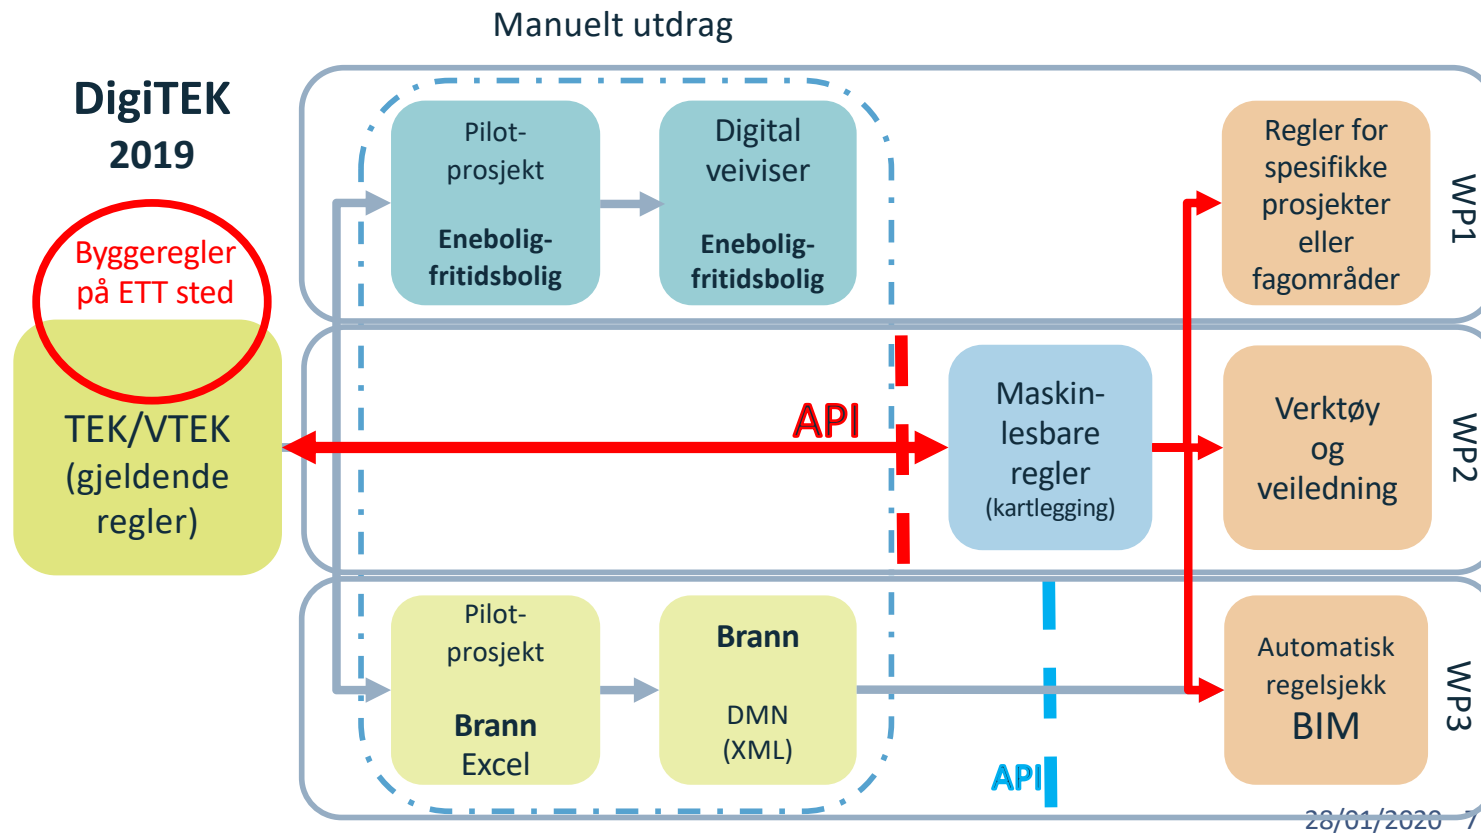 Manuelt utdrag
DigiTEK
2019
Byggeregler
på ETT sted
TEK/VTEK
(gjeldende
regler)
Pilot-
prosjekt
Enebolig-
fritidsbolig
Digital
veiviser
Enebolig-
fritidsbolig
Regler for
spesifikke
prosjekter
eller
fagområder
WP1
API
Maskin-
lesbare
regler
(kartlegging)
Verktøy
og
veiledning
WP2
Pilot-
prosjekt
Brann
Excel
Brann
DMN
(XML)
API
Automatisk
regelsjekk
BIM
WP3
28/01/2020 7